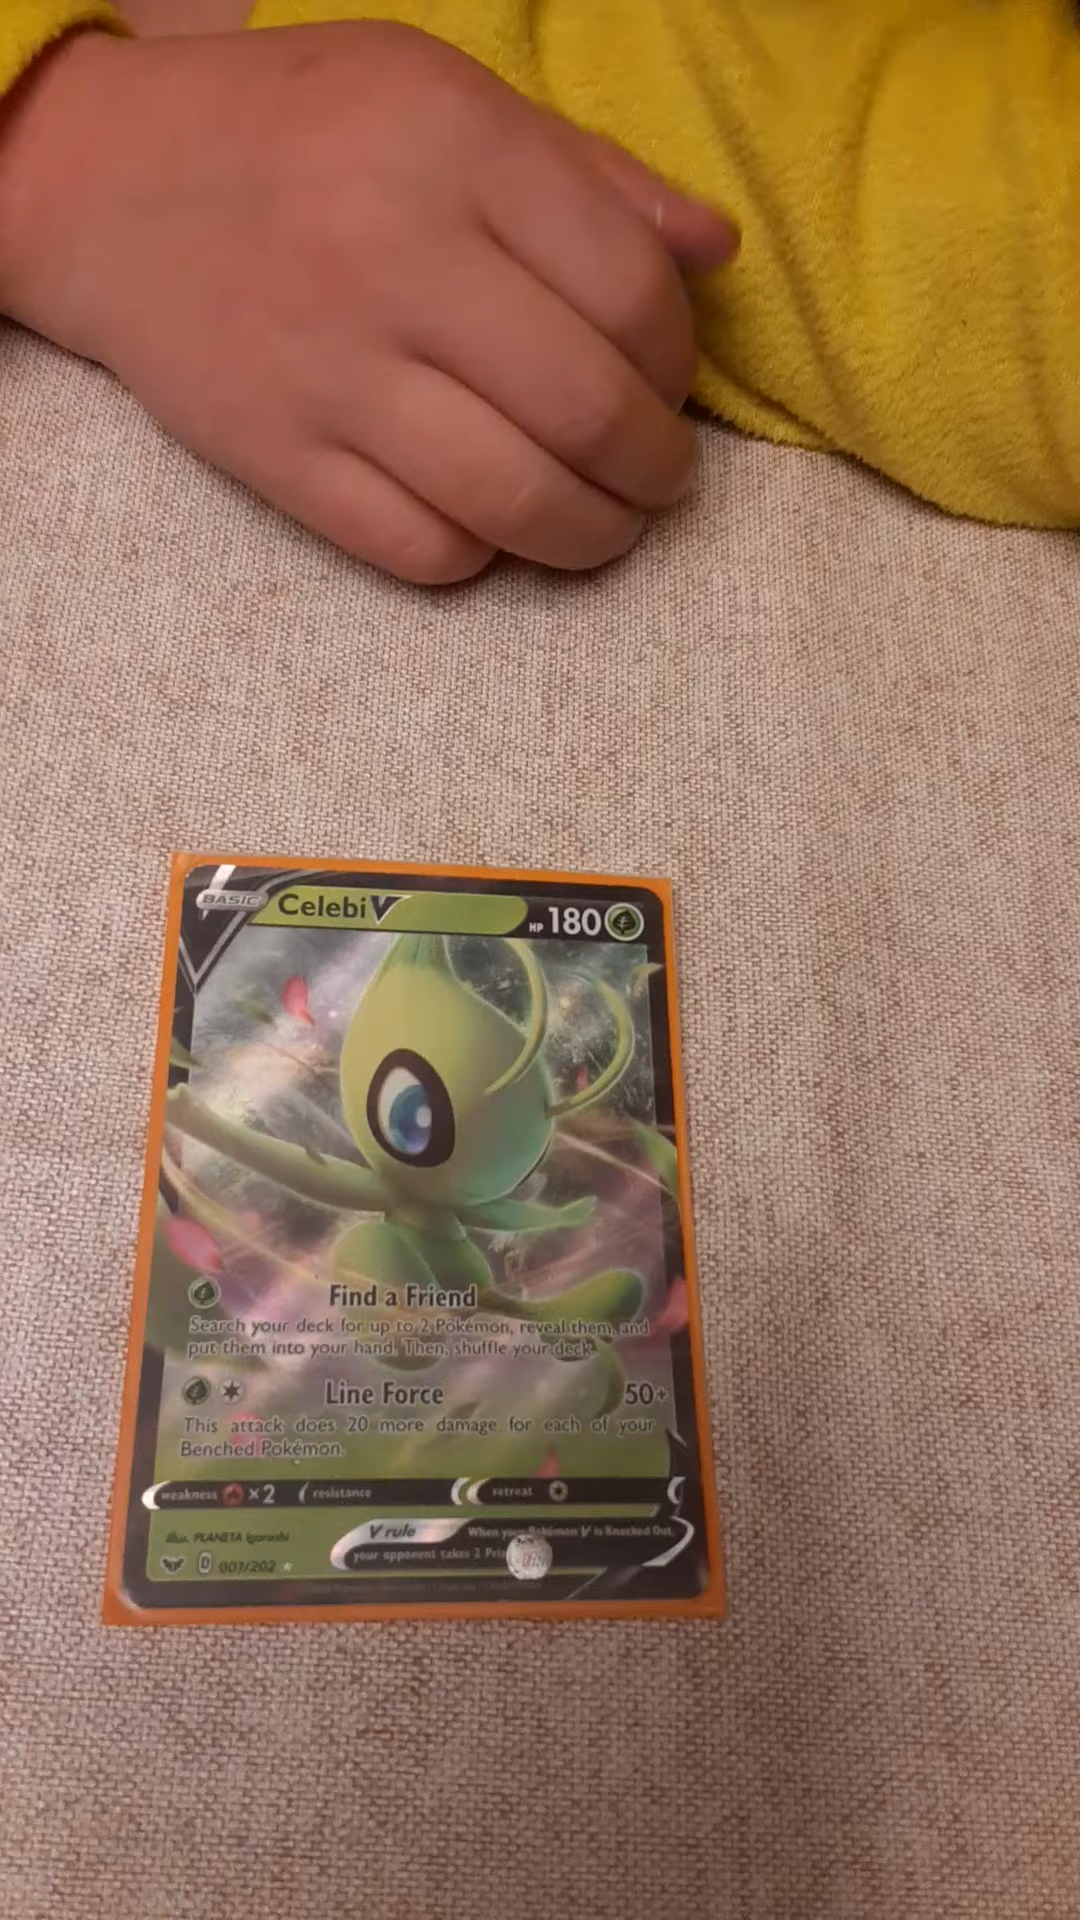 BASIC CelebiV HP 180
Find a Friend
Search your deck for up to 2 Pokémon, reveal them, and
put them into your hand. Then, shuffle your deck.
Line Force 50+
This attack does 20 more damage for each of your
Benched Pokémon.
weakness ×2 resistance retreat
Illus. PLANETA Igarashi
V rule When your Pokémon V is Knocked Out,
your opponent takes 2
D 001/202